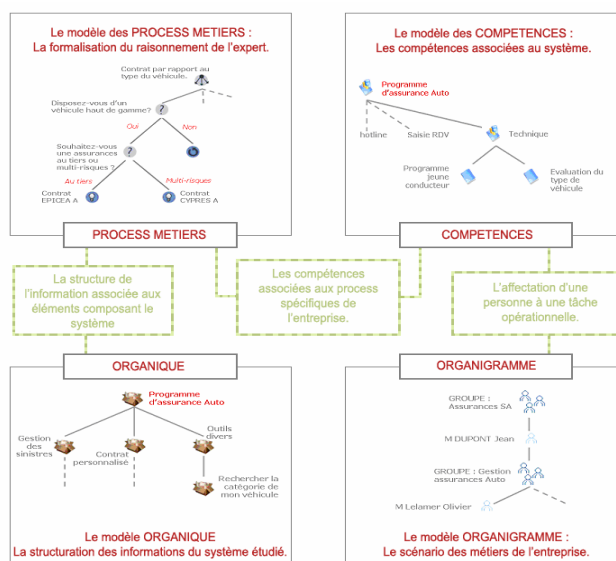 Le modèle des PROCESS METIERS :
La formalisation du raisonnement de l'expert.
Contrat par rapport au
type du véhicule.
Disposez-vous d'un
véhicule haut de gamme?
?
Oui
Non
Souhaitez-vous
une assurances
au tiers ou
multi-risques ?
?
Au tiers
Multi-risques
Contrat
EPICEA A
Contrat
CYPRES A
PROCESS METIERS
Le modèle des COMPETENCES :
Les compétences associées au système.
Programme
d'assurance Auto
hotline
Saisie RDV
Technique
Programme
jeune
conducteur
Evaluation du
type de
véhicule
COMPETENCES
La structure de
l'information associée aux
éléments composant le
système
Les compétences
associées aux process
spécifiques de
l'entreprise.
L'affectation d'une
personne à une tâche
opérationnelle.
ORGANIQUE
Programme
d'assurance Auto
Gestion
des
sinistres
Contrat
personnalisé
Outils
divers
Rechercher la
catégorie de
mon véhicule
Le modèle ORGANIQUE
La structuration des informations du système étudié.
ORGANIGRAMME
GROUPE :
Assurances SA
M DUPONT Jean
GROUPE : Gestion
assurances Auto
M Lelamer Olivier
Le modèle ORGANIGRAMME :
Le scénario des métiers de l'entreprise.